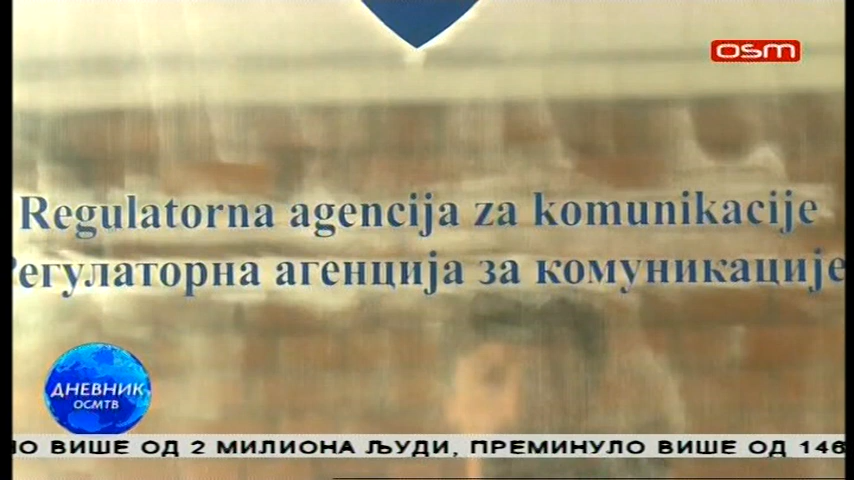 osm
Regulatorna agencija za komunikacije
Регулаторна агенција за комуникације
ДНЕВНИК
ОСМТВ
ВИШЕ ОД 2 МИЛИОНА ЉУДИ, ПРЕМИНУЛО ВИШЕ ОД 146